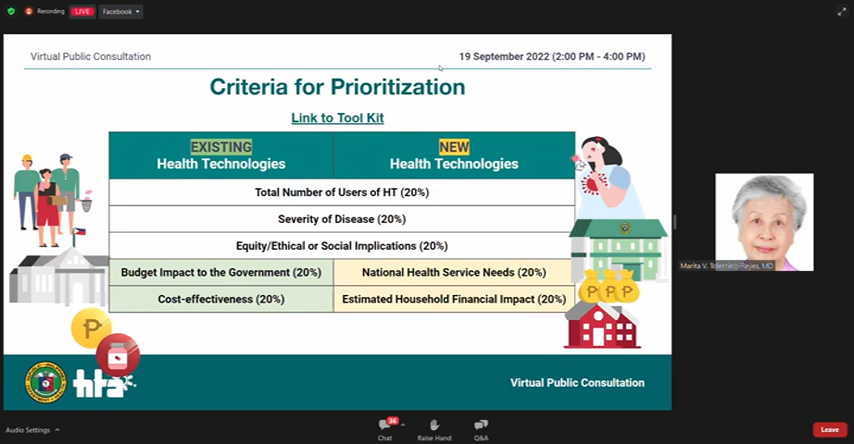 Recording
LIVE
Facebook
Virtual Public Consultation
19 September 2022 (2:00 PM - 4:00 PM)
Criteria for Prioritization
Link to Tool Kit
EXISTING
Health Technologies
NEW
Health Technologies
Total Number of Users of HT (20%)
Severity of Disease (20%)
Equity/Ethical or Social Implications (20%)
Budget Impact to the Government (20%)
National Health Service Needs (20%)
Cost-effectiveness (20%)
Estimated Household Financial Impact (20%)
₱
₱ ₱ ₱
hta
Virtual Public Consultation
Marita V. Tolentino-Reyes, MD
Audio Settings
36
Chat
Raise Hand
Q&A
Leave